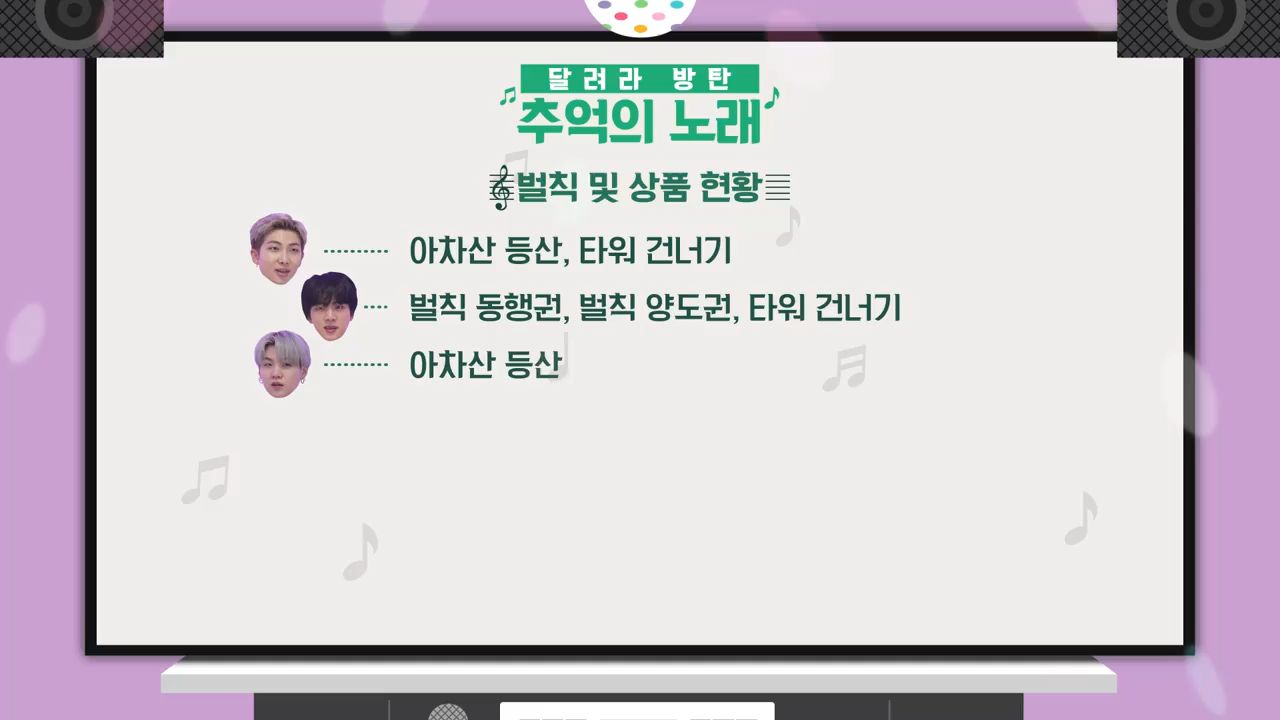 달려라 방탄
추억의 노래
벌칙 및 상품 현황
아차산 등산, 타워 건너기
벌칙 동행권, 벌칙 양도권, 타워 건너기
아차산 등산